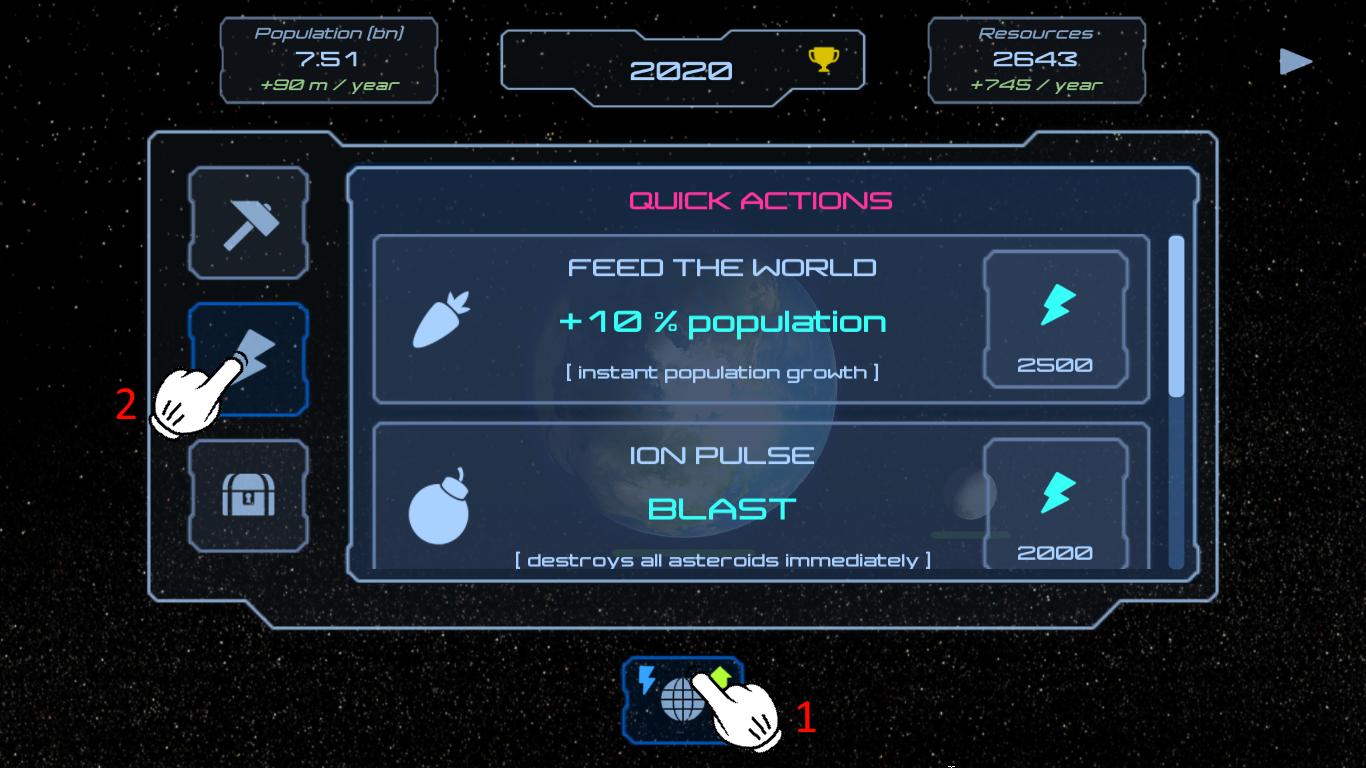 Population (bn)
7.51
+90 m / year
2020
Resources
2643
+745 / year
QUICK ACTIONS
FEED THE WORLD
+10 % population
[ instant population growth ]
2500
ION PULSE
BLAST
[ destroys all asteroids immediately ]
2000
2
1